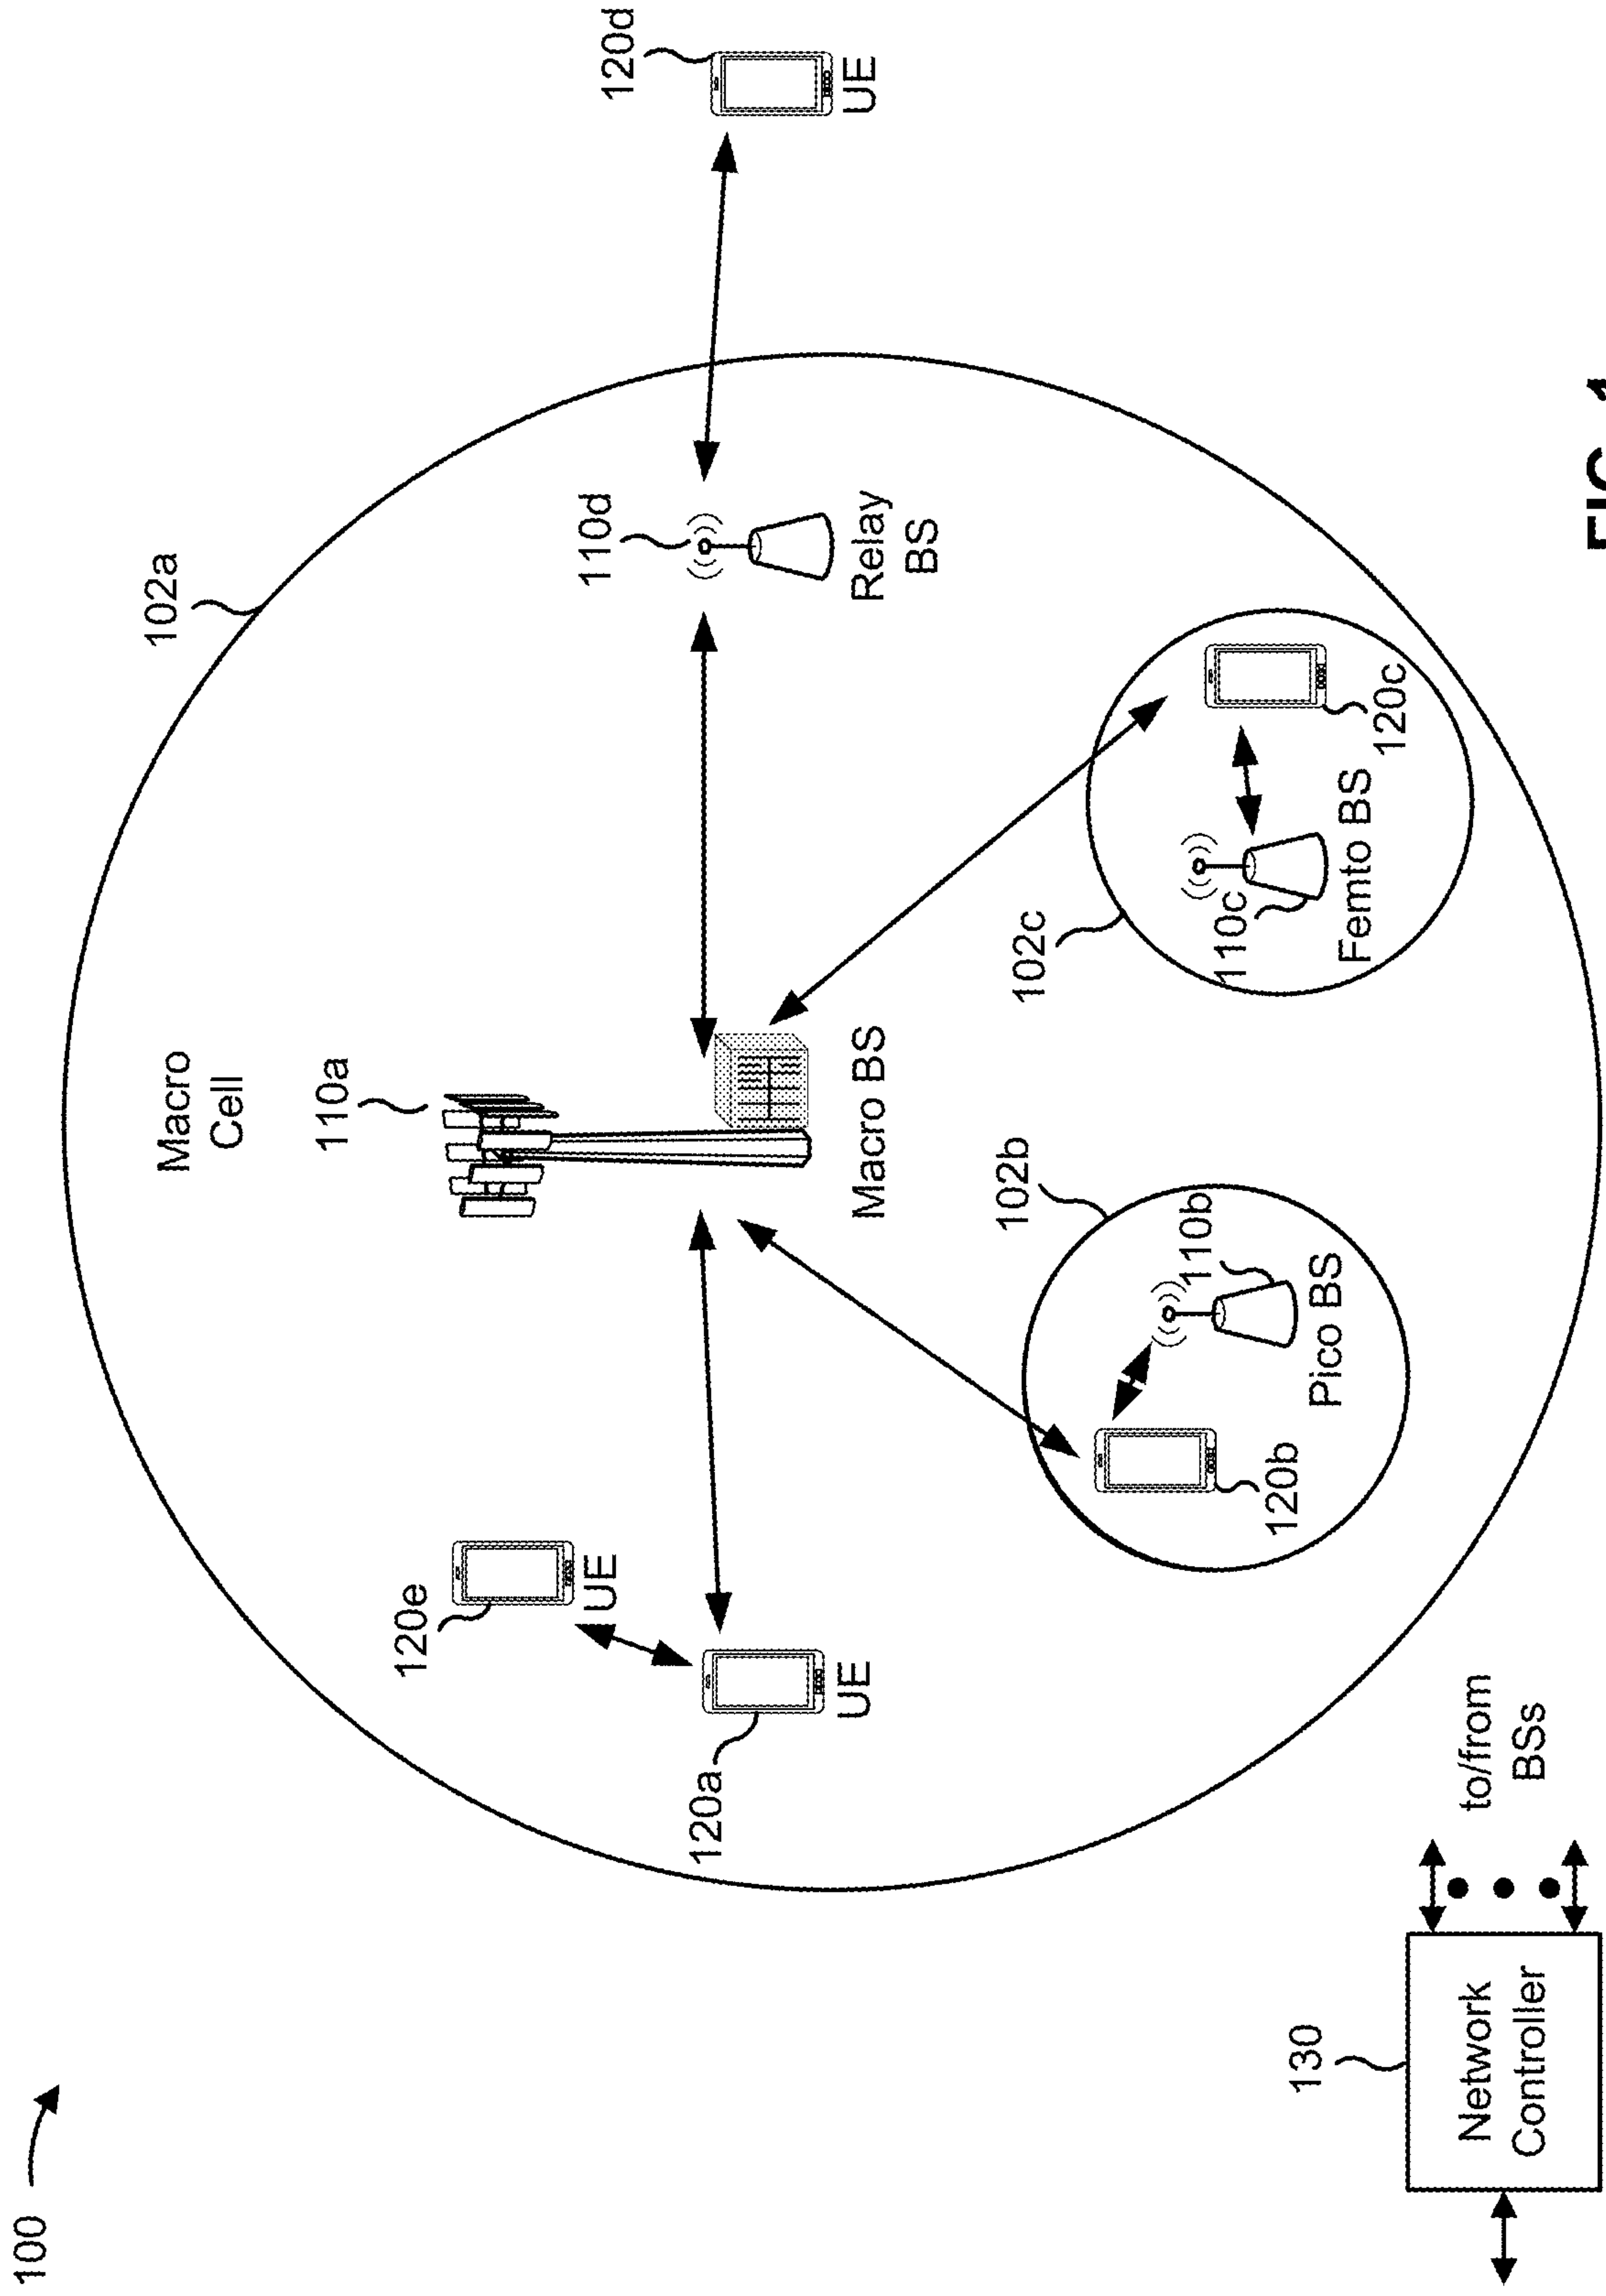 100
102a
Macro
Cell
110a
120d
UE
110d
Relay
BS
120e
UE
120a
UE
Macro BS
102b
110b
Pico BS
120b
102c
110c
Femto BS
120c
130
Network
Controller
to/from
BSs